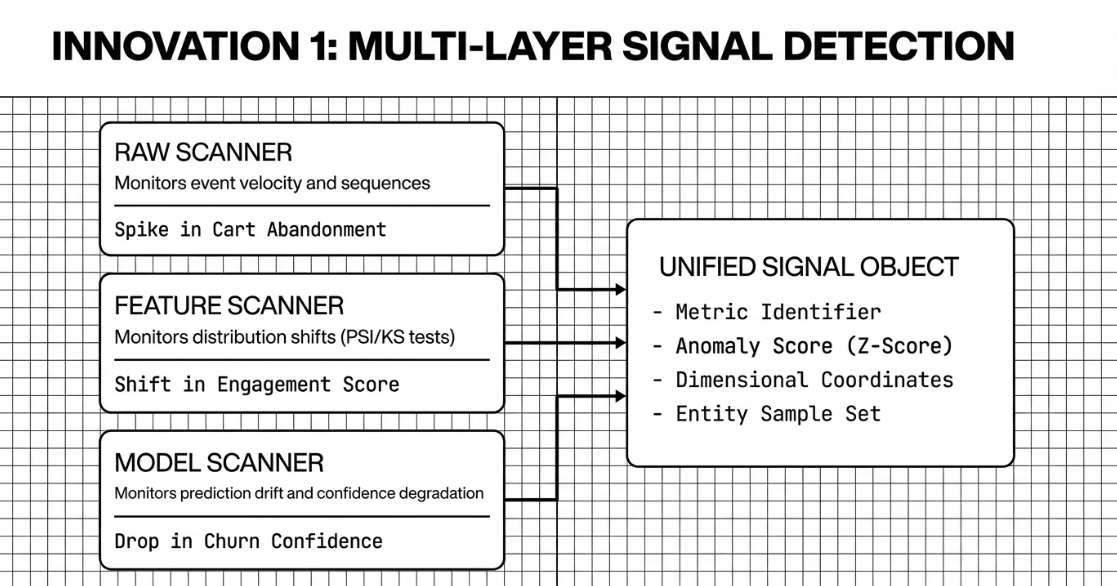 INNOVATION 1: MULTI-LAYER SIGNAL DETECTION
RAW SCANNER
Monitors event velocity and sequences
Spike in Cart Abandonment
FEATURE SCANNER
Monitors distribution shifts (PSI/KS tests)
Shift in Engagement Score
MODEL SCANNER
Monitors prediction drift and confidence degradation
Drop in Churn Confidence
UNIFIED SIGNAL OBJECT
- Metric Identifier
- Anomaly Score (Z-Score)
- Dimensional Coordinates
- Entity Sample Set